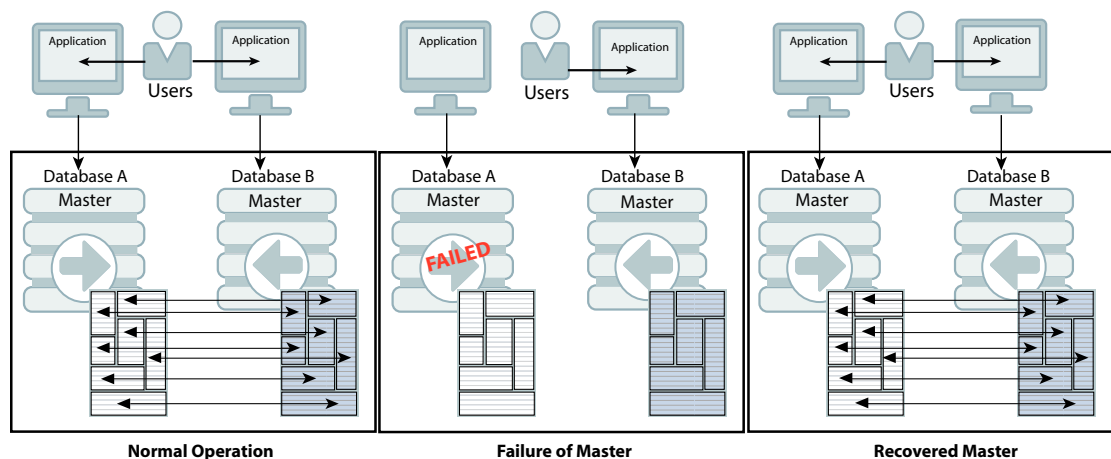 Application
Application
Users
Database A
Database B
Master
Master
Normal Operation
Application
Application
Users
Database A
Database B
Master
Master
FAILED
Failure of Master
Application
Application
Users
Database A
Database B
Master
Master
Recovered Master